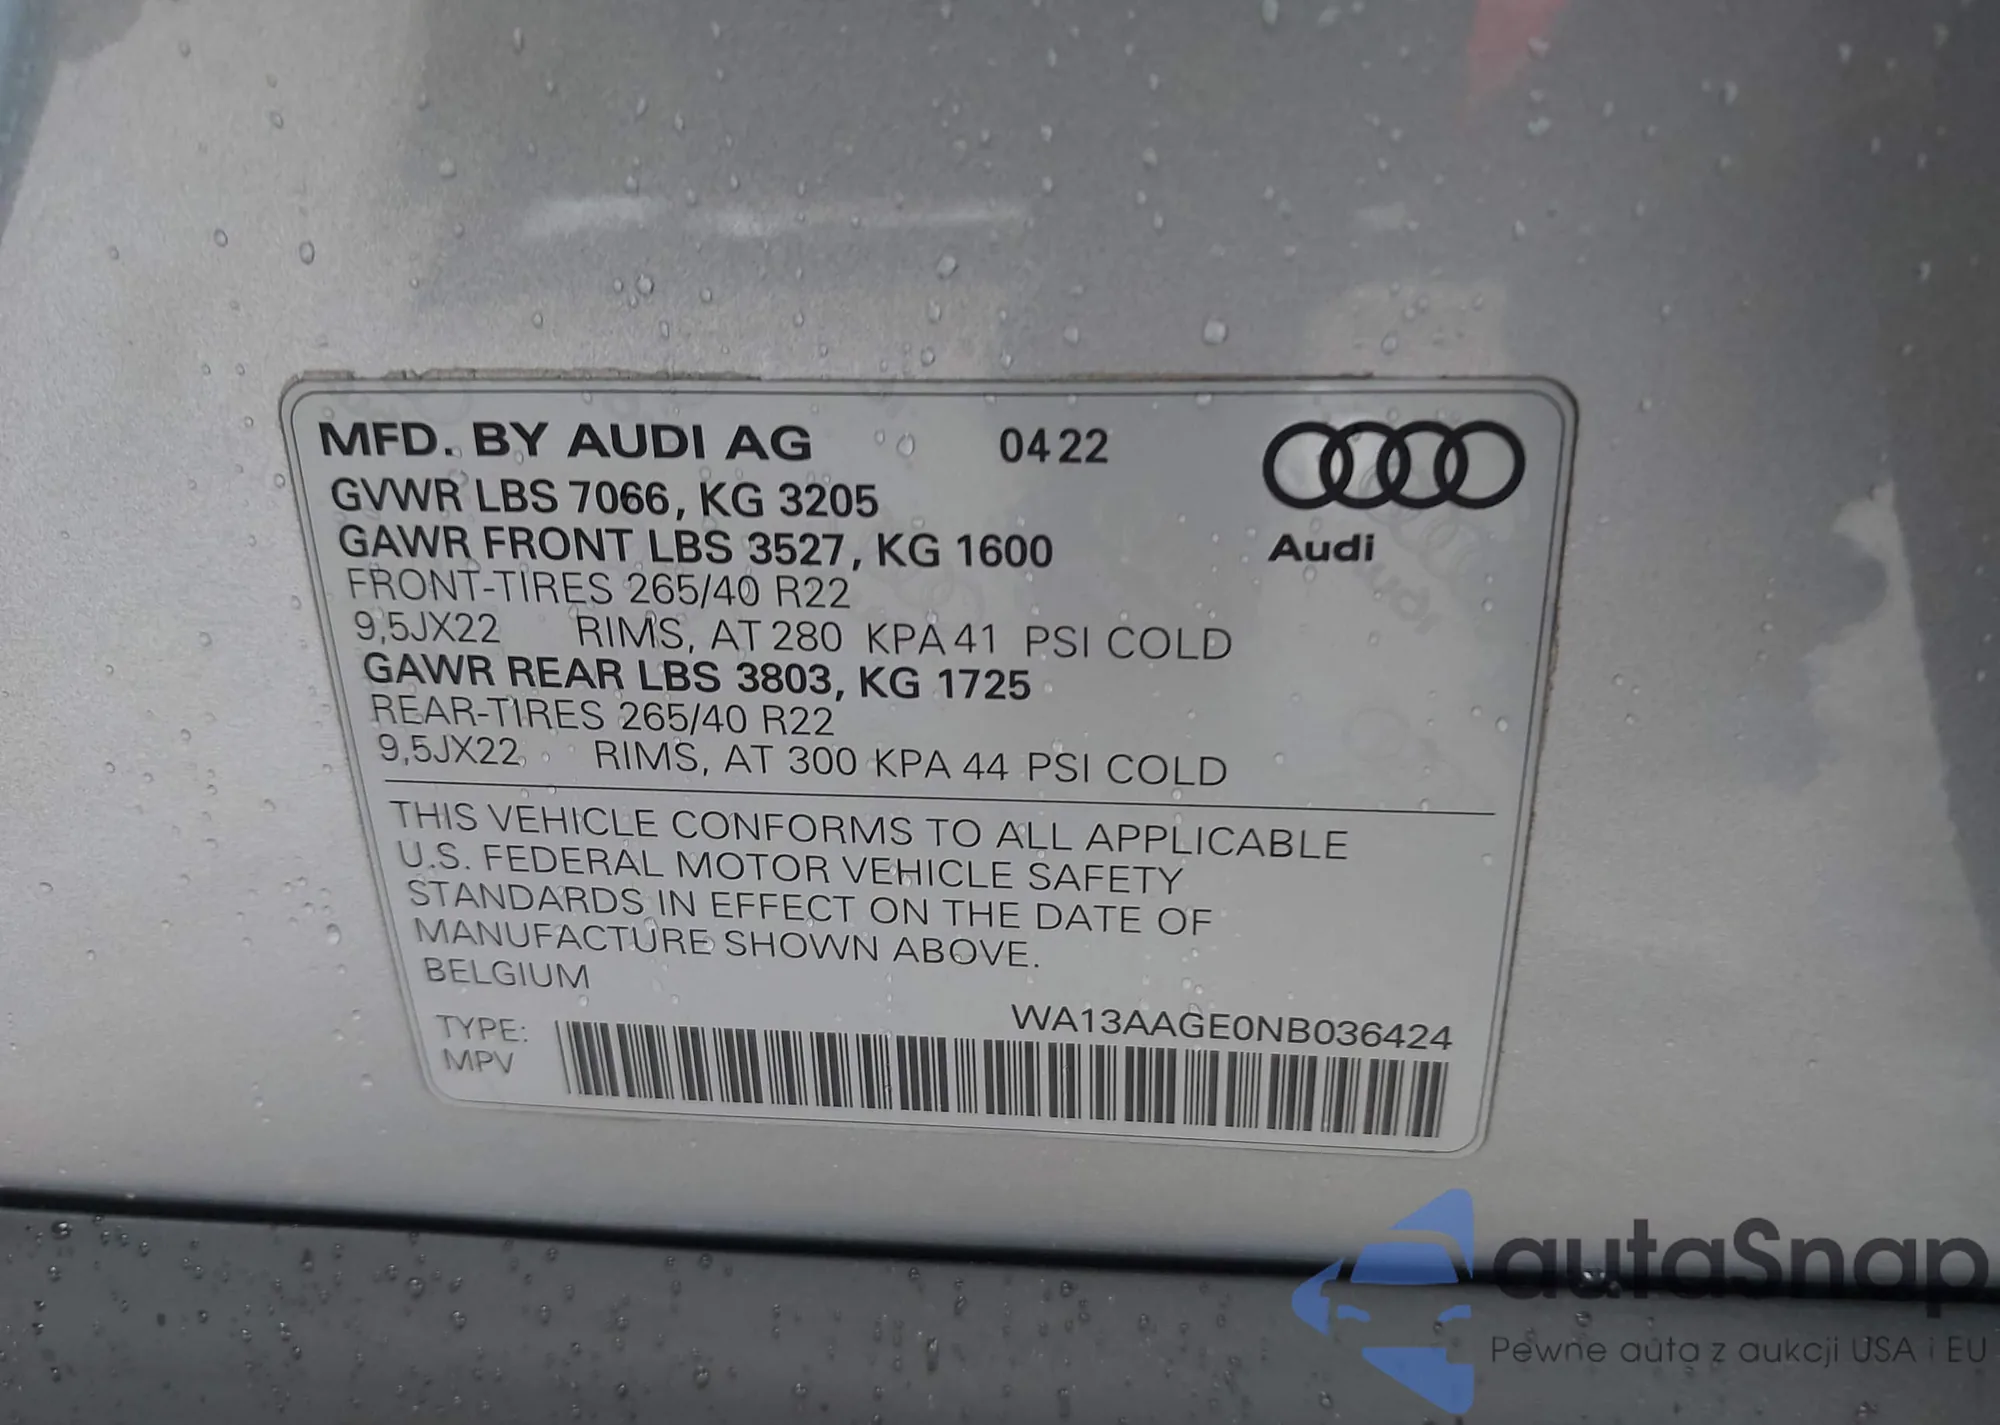 MFD. BY AUDI AG 04 22
GVWR LBS 7066, KG 3205
GAWR FRONT LBS 3527, KG 1600
Audi
FRONT-TIRES 265/40 R22
9,5JX22 RIMS, AT 280 KPA 41 PSI COLD
GAWR REAR LBS 3803, KG 1725
REAR-TIRES 265/40 R22
9,5JX22 RIMS, AT 300 KPA 44 PSI COLD
THIS VEHICLE CONFORMS TO ALL APPLICABLE
U.S. FEDERAL MOTOR VEHICLE SAFETY
STANDARDS IN EFFECT ON THE DATE OF
MANUFACTURE SHOWN ABOVE.
BELGIUM
WA13AAGE0NB036424
TYPE:
MPV
autaSnap
Pewne auta z aukcji USA i EU